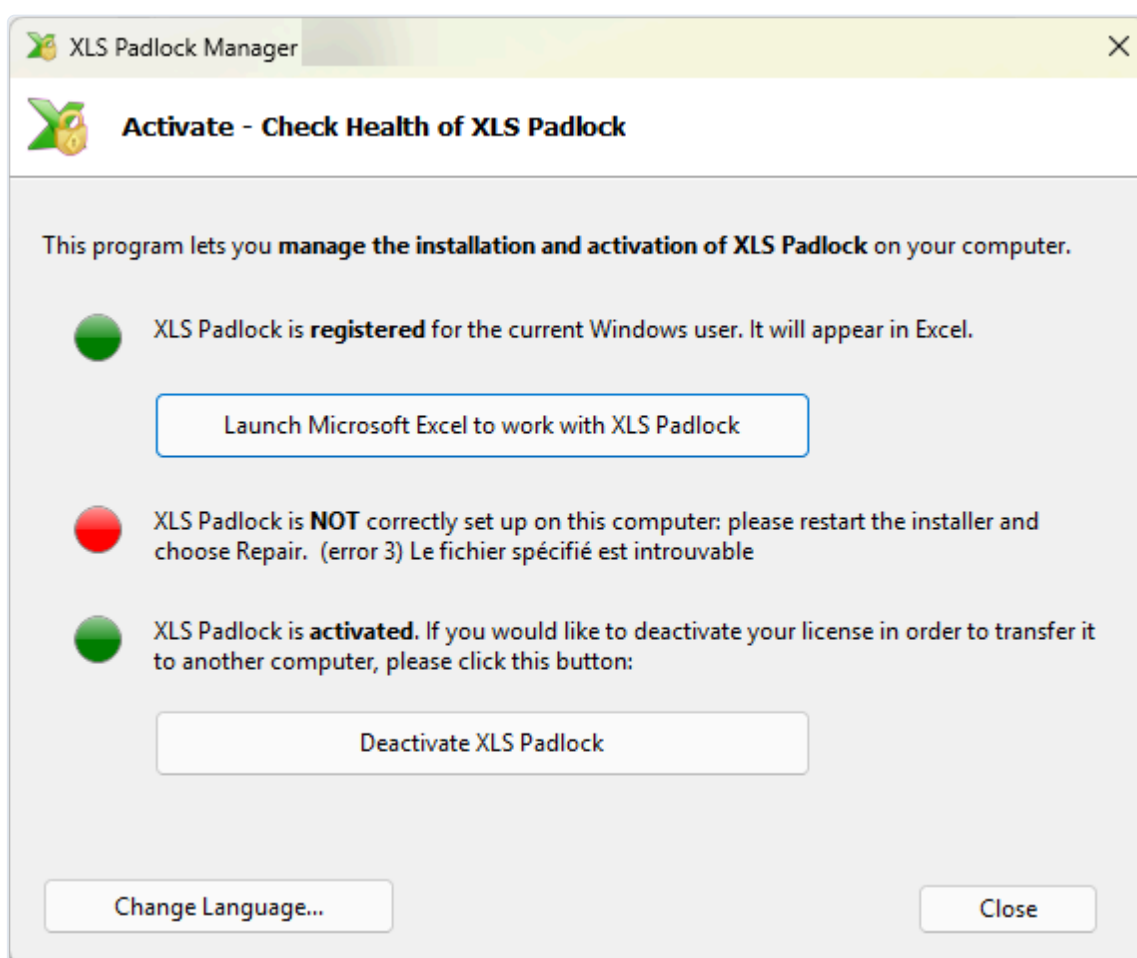 XLS Padlock Manager
Activate - Check Health of XLS Padlock
This program lets you manage the installation and activation of XLS Padlock on your computer.
XLS Padlock is registered for the current Windows user. It will appear in Excel.
Launch Microsoft Excel to work with XLS Padlock
XLS Padlock is NOT correctly set up on this computer: please restart the installer and
choose Repair.  (error 3) Le fichier spécifié est introuvable
XLS Padlock is activated. If you would like to deactivate your license in order to transfer it
to another computer, please click this button:
Deactivate XLS Padlock
Change Language...
Close